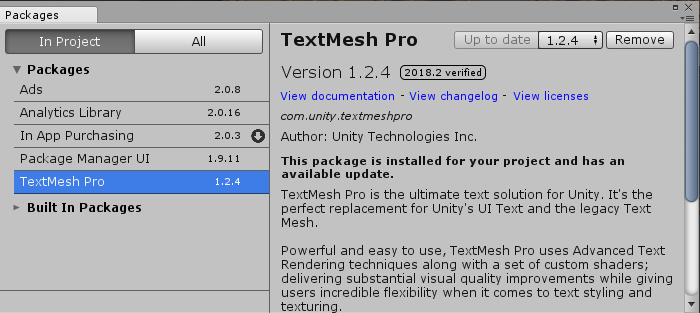 Packages
In Project
All
Packages
Ads 2.0.8
Analytics Library 2.0.16
In App Purchasing 2.0.3
Package Manager UI 1.9.11
TextMesh Pro 1.2.4
Built In Packages
TextMesh Pro
Up to date
1.2.4
Remove
Version 1.2.4 2018.2 verified
View documentation - View changelog - View licenses
com.unity.textmeshpro
Author: Unity Technologies Inc.
This package is installed for your project and has an
available update.
TextMesh Pro is the ultimate text solution for Unity. It's the
perfect replacement for Unity's UI Text and the legacy Text
Mesh.
Powerful and easy to use, TextMesh Pro uses Advanced Text
Rendering techniques along with a set of custom shaders;
delivering substantial visual quality improvements while giving
users incredible flexibility when it comes to text styling and
texturing.